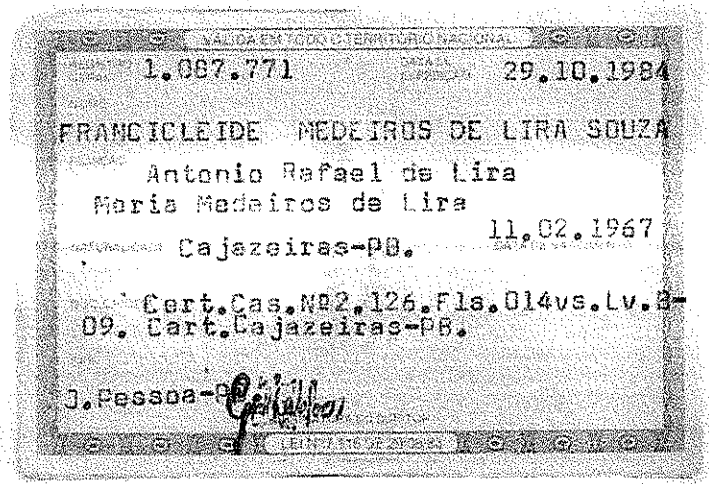 VÁLIDA EM TODO O TERRITÓRIO NACIONAL
1.087.771 29.10.1984
FRANCICLEIDE MEDEIROS DE LIRA SOUZA
Antonio Rafael de Lira
Maria Medeiros de Lira
11.02.1967
Cajazeiras-PB.
Cert.Cas.Nº2.126.Fls.014vs.Lv.B-
09. Cart.Cajazeiras-PB.
J.Pessoa-PB